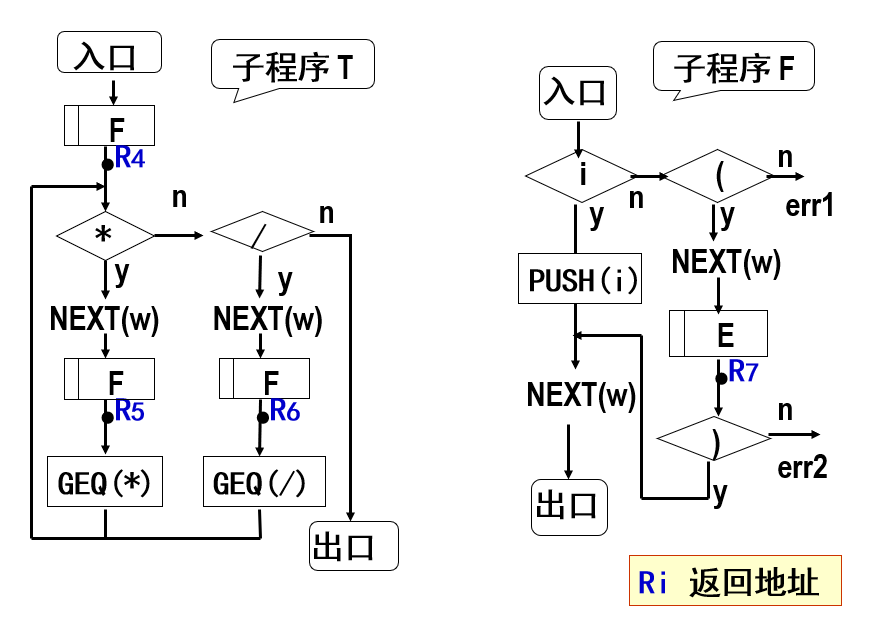 入口
子程序 T
F
R4
n
*
n
/
y
y
NEXT(w)
NEXT(w)
F
F
R5
R6
GEQ(*)
GEQ(/)
出口
子程序 F
入口
i
n
(
n
err1
y
y
NEXT(w)
PUSH(i)
E
R7
NEXT(w)
n
)
err2
y
出口
Ri 返回地址